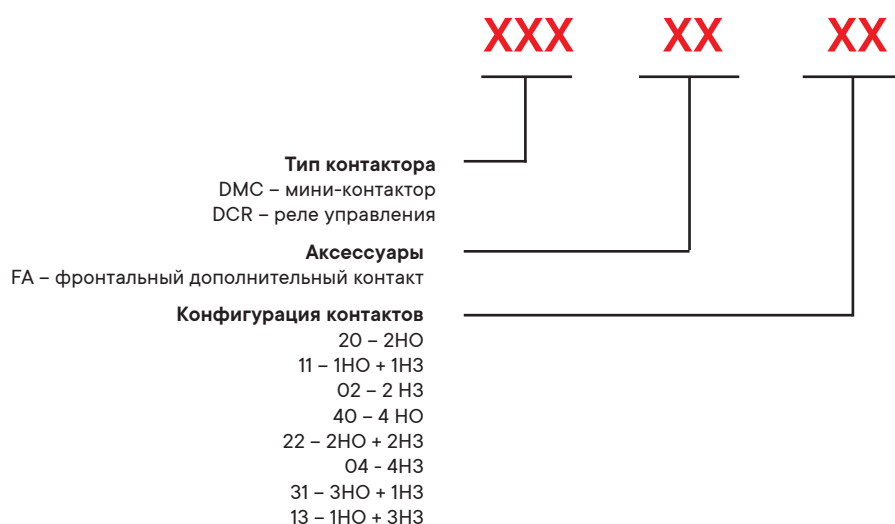 XXX XX XX
Тип контактора
DMC – мини-контактор
DCR – реле управления
Аксессуары
FA – фронтальный дополнительный контакт
Конфигурация контактов
20 – 2НО
11 – 1НО + 1НЗ
02 – 2 НЗ
40 – 4 НО
22 – 2НО + 2НЗ
04 - 4НЗ
31 – 3НО + 1НЗ
13 – 1НО + 3НЗ